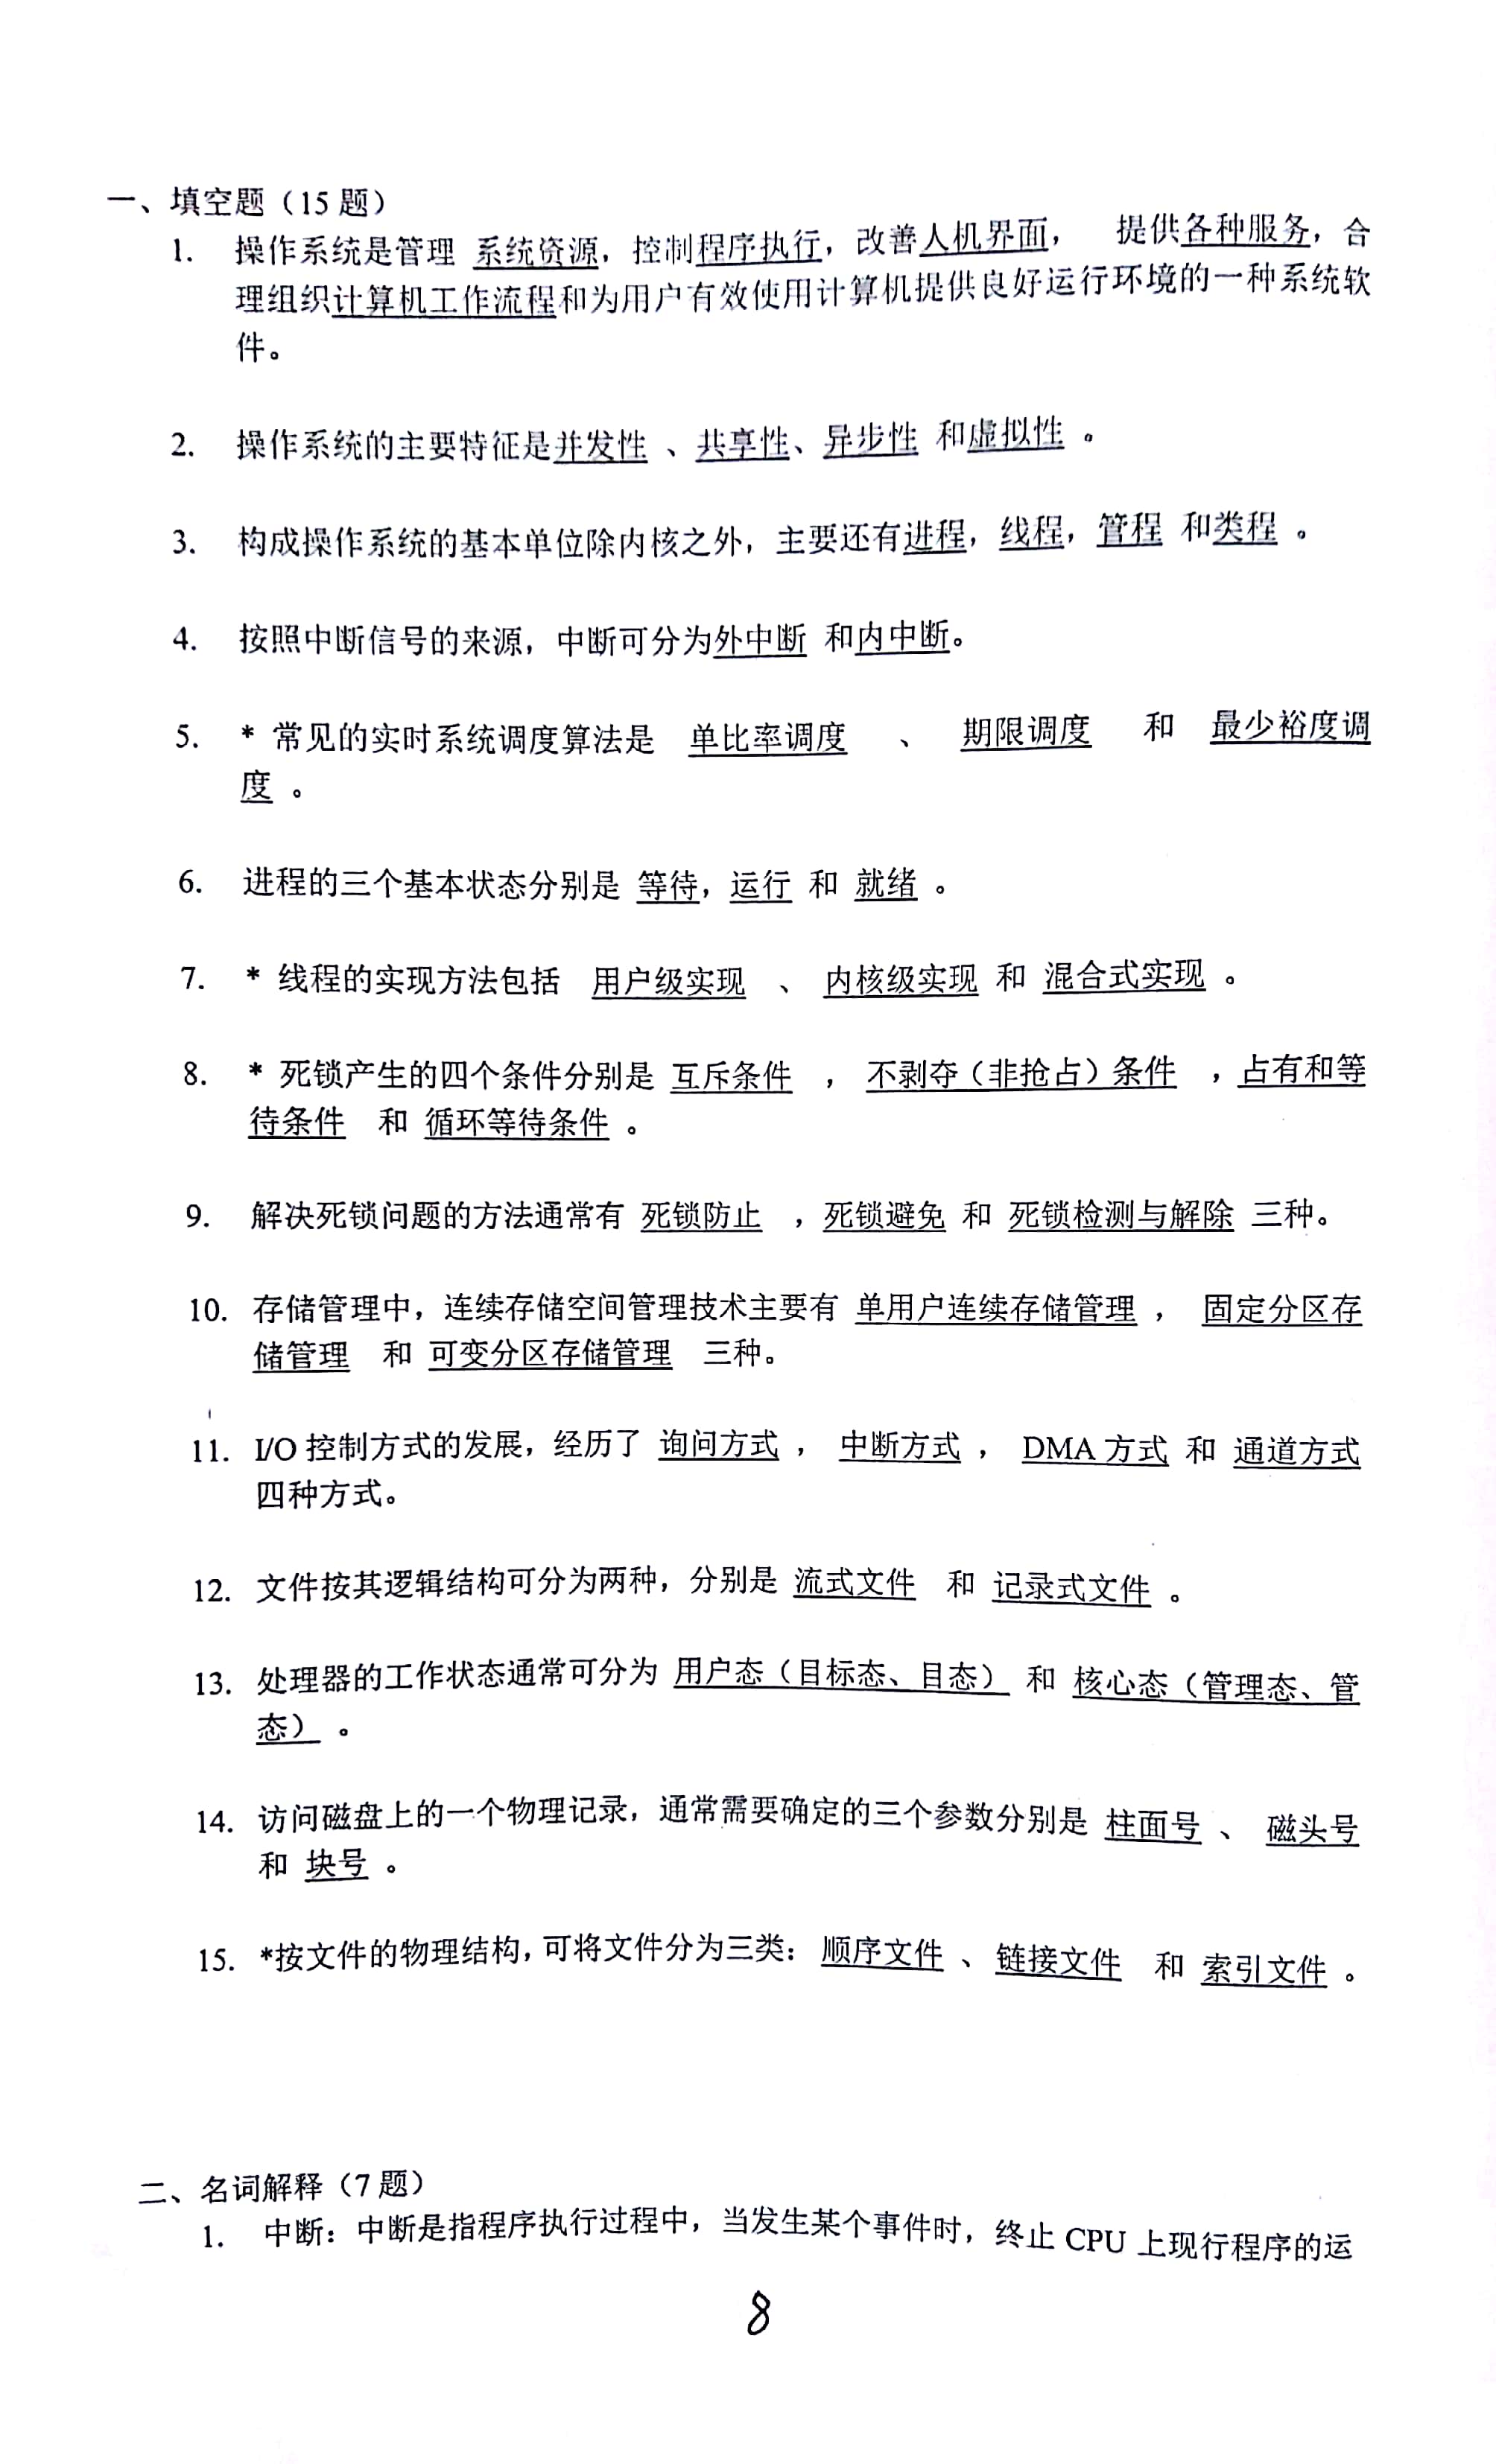 一、填空题（15 题）
1. 操作系统是管理 系统资源，控制程序执行，改善人机界面， 提供各种服务，合
理组织计算机工作流程和为用户有效使用计算机提供良好运行环境的一种系统软
件。
2. 操作系统的主要特征是并发性 、共享性、异步性 和虚拟性 。
3. 构成操作系统的基本单位除内核之外，主要还有进程，线程，管程 和类程 。
4. 按照中断信号的来源，中断可分为外中断 和内中断。
5. * 常见的实时系统调度算法是 单比率调度 、 期限调度 和 最少裕度调
度 。
6. 进程的三个基本状态分别是 等待，运行 和 就绪 。
7. * 线程的实现方法包括 用户级实现 、 内核级实现 和 混合式实现 。
8. * 死锁产生的四个条件分别是 互斥条件 ， 不剥夺（非抢占）条件 ，占有和等
待条件 和 循环等待条件 。
9. 解决死锁问题的方法通常有 死锁防止 ，死锁避免 和 死锁检测与解除 三种。
10. 存储管理中，连续存储空间管理技术主要有 单用户连续存储管理 ， 固定分区存
储管理 和 可变分区存储管理 三种。
11. I/O 控制方式的发展，经历了 询问方式 ， 中断方式 ， DMA 方式 和 通道方式
四种方式。
12. 文件按其逻辑结构可分为两种，分别是 流式文件 和 记录式文件 。
13. 处理器的工作状态通常可分为 用户态（目标态、目态） 和 核心态（管理态、管
态） 。
14. 访问磁盘上的一个物理记录，通常需要确定的三个参数分别是 柱面号 、 磁头号
和 块号 。
15. *按文件的物理结构，可将文件分为三类： 顺序文件 、 链接文件 和 索引文件 。
二、名词解释（7 题）
1. 中断：中断是指程序执行过程中，当发生某个事件时，终止 CPU 上现行程序的运
8